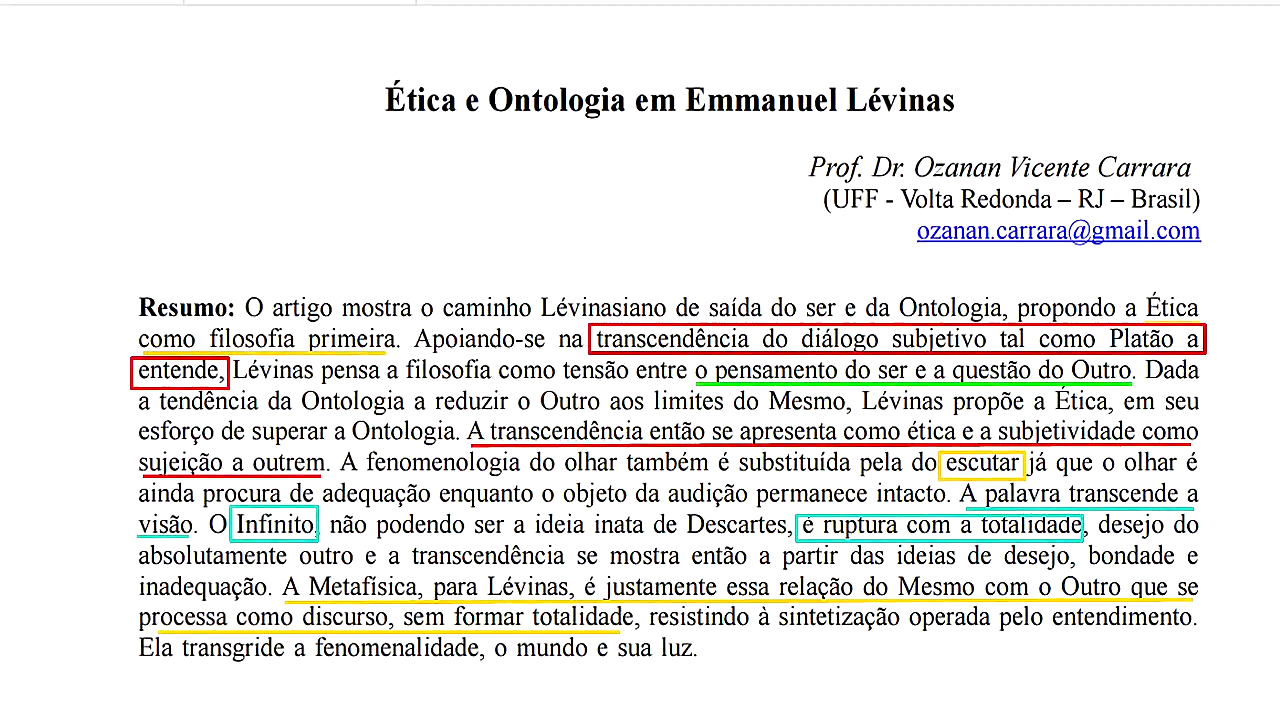 Ética e Ontologia em Emmanuel Lévinas
Prof. Dr. Ozanan Vicente Carrara
(UFF - Volta Redonda – RJ – Brasil)
ozanan.carrara@gmail.com
Resumo: O artigo mostra o caminho Lévinasiano de saída do ser e da Ontologia, propondo a Ética
como filosofia primeira. Apoiando-se na transcendência do diálogo subjetivo tal como Platão a
entende, Lévinas pensa a filosofia como tensão entre o pensamento do ser e a questão do Outro. Dada
a tendência da Ontologia a reduzir o Outro aos limites do Mesmo, Lévinas propõe a Ética, em seu
esforço de superar a Ontologia. A transcendência então se apresenta como ética e a subjetividade como
sujeição a outrem. A fenomenologia do olhar também é substituída pela do escutar já que o olhar é
ainda procura de adequação enquanto o objeto da audição permanece intacto. A palavra transcende a
visão. O Infinito, não podendo ser a ideia inata de Descartes, é ruptura com a totalidade, desejo do
absolutamente outro e a transcendência se mostra então a partir das ideias de desejo, bondade e
inadequação. A Metafísica, para Lévinas, é justamente essa relação do Mesmo com o Outro que se
processa como discurso, sem formar totalidade, resistindo à sintetização operada pelo entendimento.
Ela transgride a fenomenalidade, o mundo e sua luz.